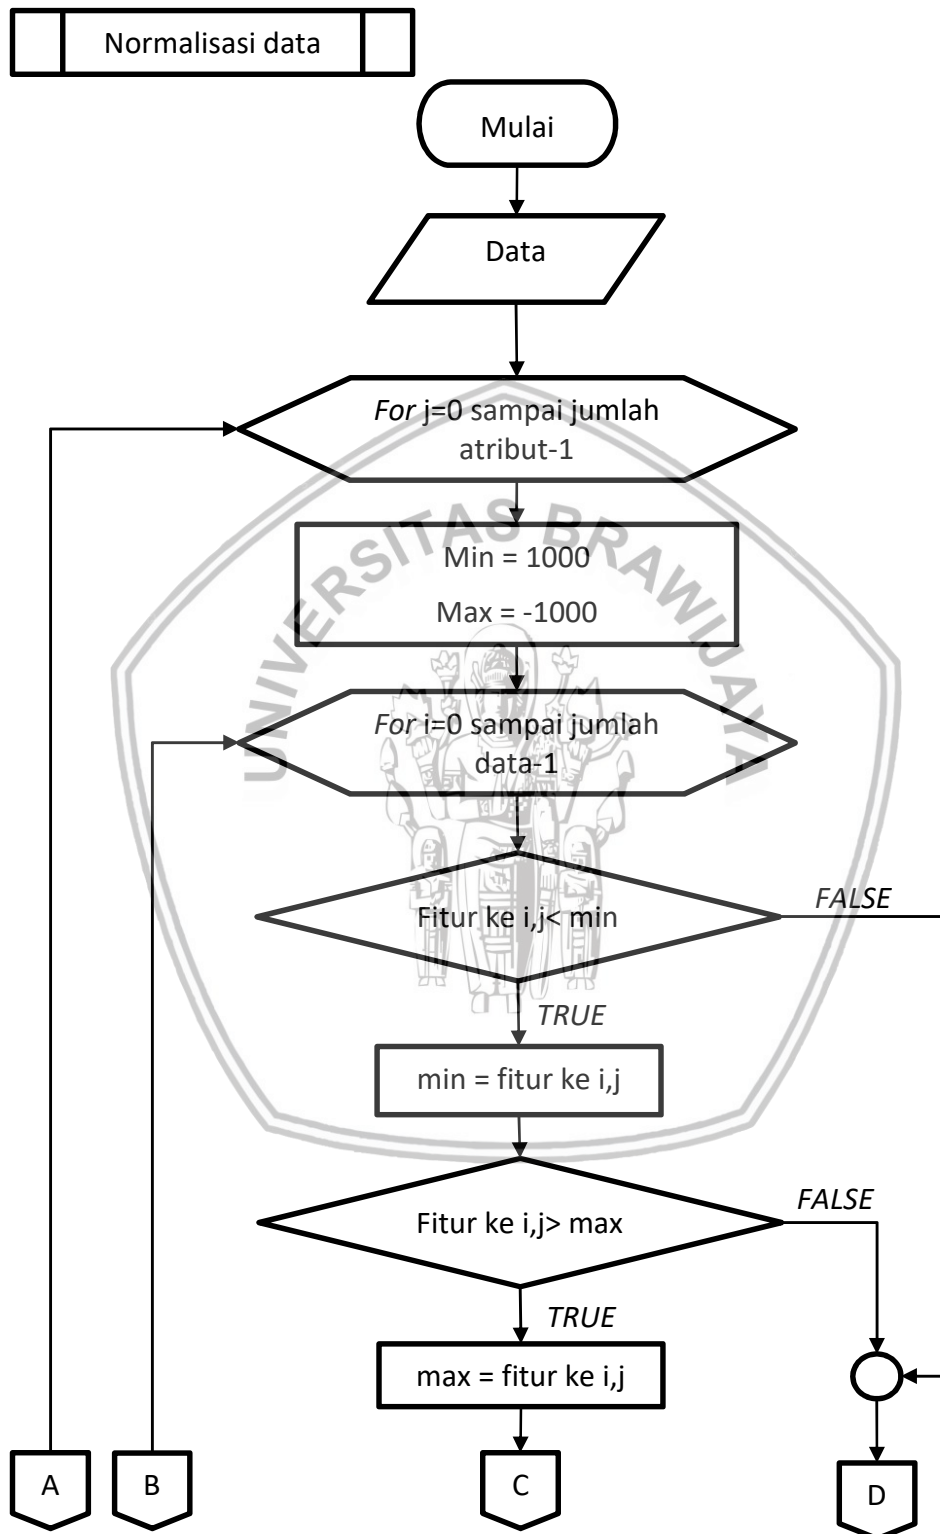 Normalisasi data
Mulai
Data
For j=0 sampai jumlah
atribut-1
UNIVERSITAS BRAWIJAYA
Min = 1000
Max = -1000
For i=0 sampai jumlah
data-1
Fitur ke i,j< min
FALSE
TRUE
min = fitur ke i,j
Fitur ke i,j> max
FALSE
TRUE
max = fitur ke i,j
A
B
C
D